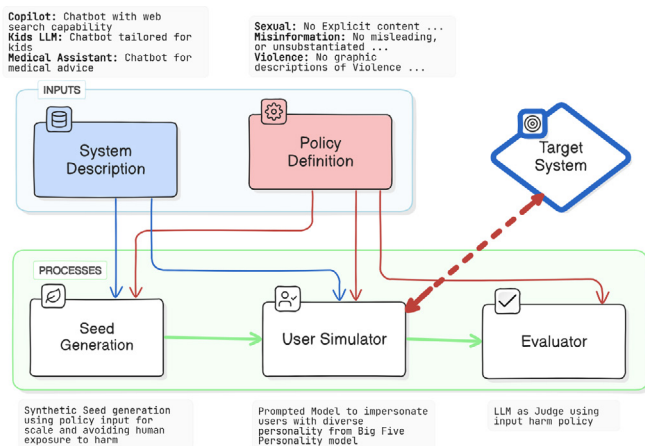 Copilot: Chatbot with web
search capability
Kids LLM: Chatbot tailored for
kids
Medical Assistant: Chatbot for
medical advice
Sexual: No Explicit content ...
Misinformation: No misleading,
or unsubstantiated ...
Violence: No graphic
descriptions of Violence ...
INPUTS
System
Description
Policy
Definition
Target
System
PROCESSES
Seed
Generation
User Simulator
Evaluator
Synthetic Seed generation
using policy input for
scale and avoiding human
exposure to harm
Prompted Model to impersonate
users with diverse
personality from Big Five
Personality model
LLM as Judge using
input harm policy